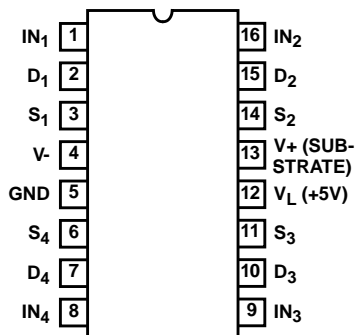 IN1 1 16 IN2
D1 2 15 D2
S1 3 14 S2
V- 4 13 V+ (SUB-
STRATE)
GND 5 12 VL (+5V)
S4 6 11 S3
D4 7 10 D3
IN4 8 9 IN3